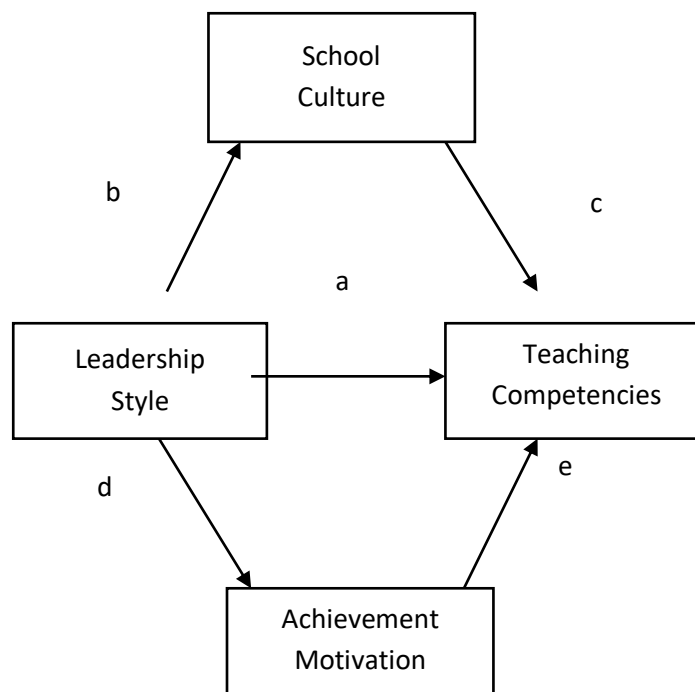 School
Culture
b
c
a
Leadership
Style
Teaching
Competencies
d
e
Achievement
Motivation